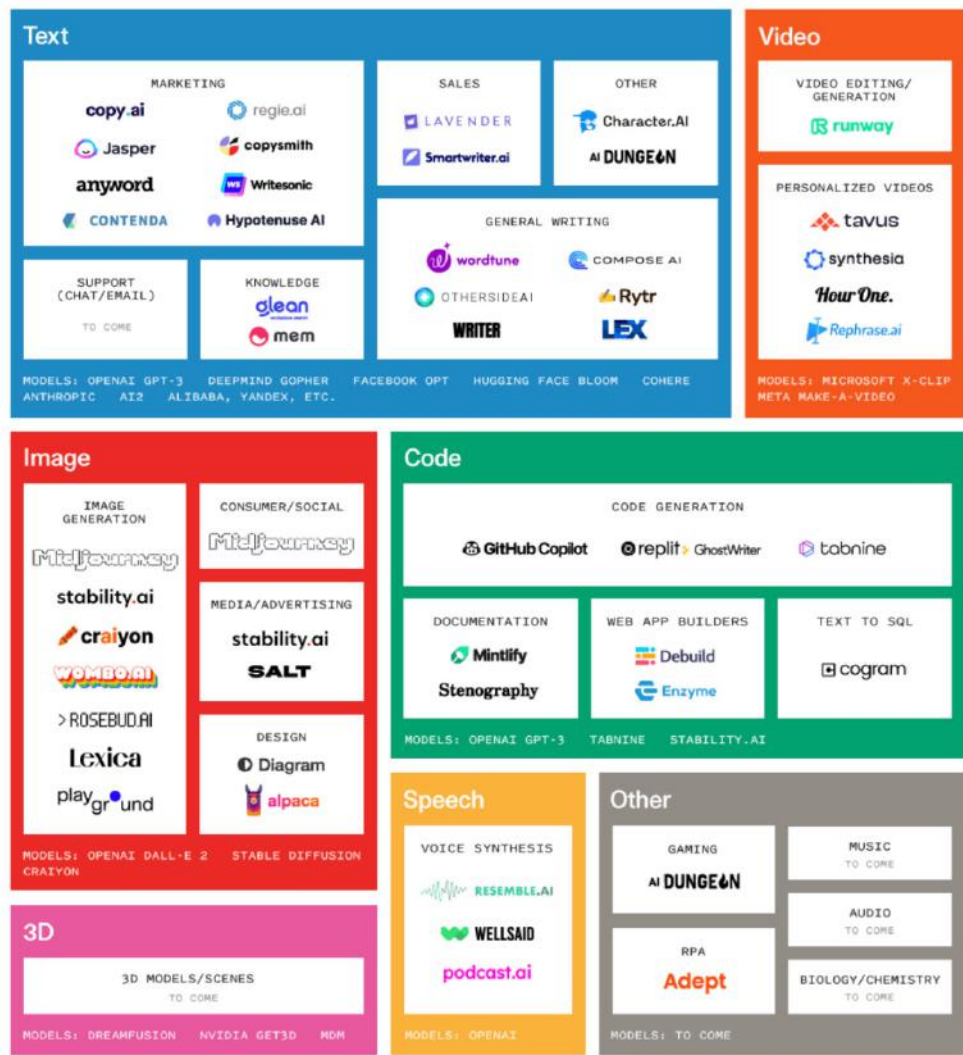 Text
MARKETING
copy.ai
regie.ai
Jasper
copysmith
anyword
WS Writesonic
CONTENDA
Hypotenuse AI
SUPPORT
(CHAT/EMAIL)
TO COME
KNOWLEDGE
glean
mem
SALES
LAVENDER
Smartwriter.ai
OTHER
Character.AI
AI DUNGEON
GENERAL WRITING
wordtune
COMPOSE AI
OTHERSIDEAI
Rytr
WRITER
LEX
MODELS: OPENAI GPT-3 DEEPMIND GOPHER FACEBOOK OPT HUGGING FACE BLOOM COHERE
ANTHROPIC AI2 ALIBABA, YANDEX, ETC.
Video
VIDEO EDITING/
GENERATION
runway
PERSONALIZED VIDEOS
tavus
synthesia
Hour One.
Rephrase.ai
MODELS: MICROSOFT X-CLIP
META MAKE-A-VIDEO
Image
IMAGE
GENERATION
Midjourney
stability.ai
craiyon
WOMBO.AI
>ROSEBUD.AI
Lexica
playground
CONSUMER/SOCIAL
Midjourney
MEDIA/ADVERTISING
stability.ai
SALT
DESIGN
Diagram
alpaca
MODELS: OPENAI DALL-E 2 STABLE DIFFUSION
CRAIYON
Code
CODE GENERATION
GitHub Copilot
replit GhostWriter
tabnine
DOCUMENTATION
Mintlify
Stenography
WEB APP BUILDERS
Debuild
Enzyme
TEXT TO SQL
cogram
MODELS: OPENAI GPT-3 TABNINE STABILITY.AI
3D
3D MODELS/SCENES
TO COME
MODELS: DREAMFUSION NVIDIA GET3D MDM
Speech
VOICE SYNTHESIS
RESEMBLE.AI
WELLSAID
podcast.ai
MODELS: OPENAI
Other
GAMING
AI DUNGEON
RPA
Adept
MUSIC
TO COME
AUDIO
TO COME
BIOLOGY/CHEMISTRY
TO COME
MODELS: TO COME